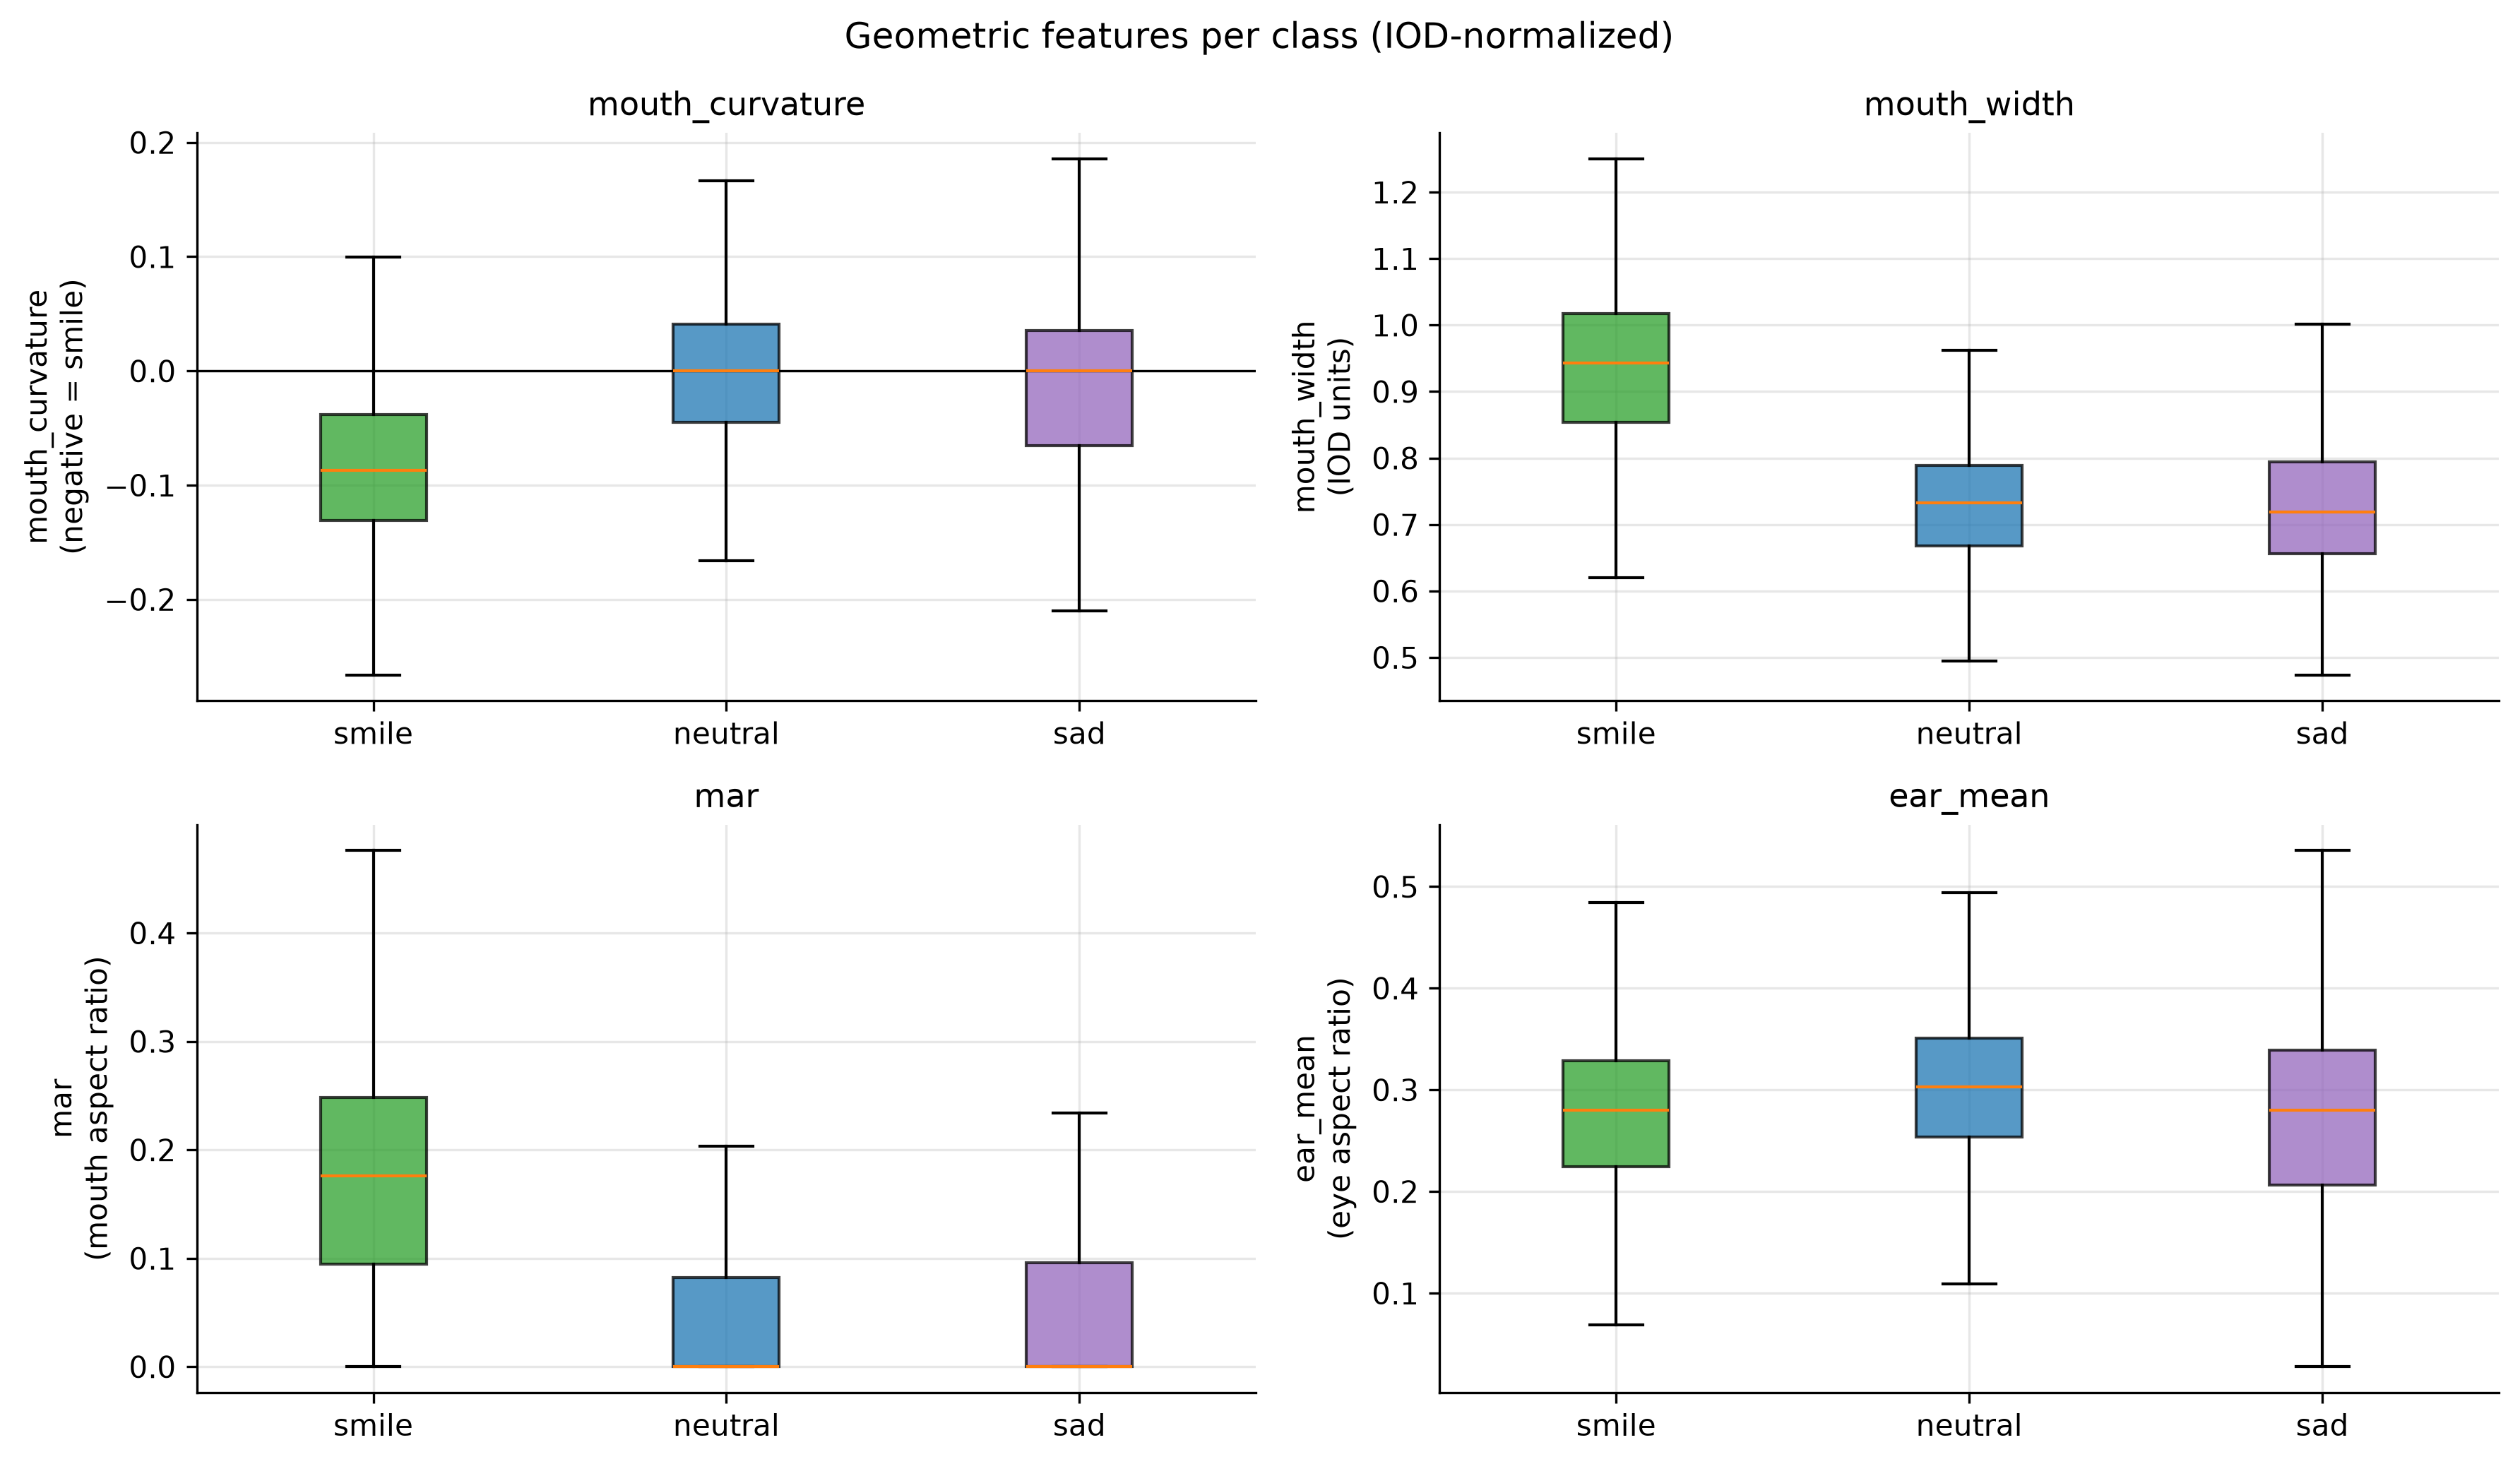 Geometric features per class (IOD-normalized)
mouth_curvature
mouth_curvature
(negative = smile)
0.2
0.1
0.0
−0.1
−0.2
smile neutral sad
mouth_width
mouth_width
(IOD units)
1.2
1.1
1.0
0.9
0.8
0.7
0.6
0.5
smile neutral sad
mar
mar
(mouth aspect ratio)
0.4
0.3
0.2
0.1
0.0
smile neutral sad
ear_mean
ear_mean
(eye aspect ratio)
0.5
0.4
0.3
0.2
0.1
smile neutral sad